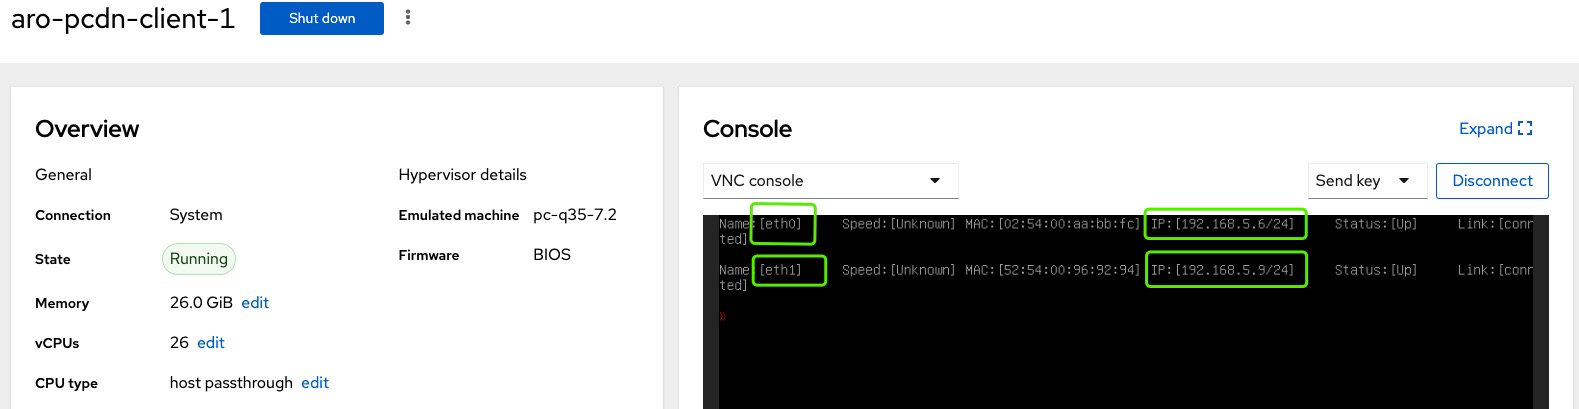 aro-pcdn-client-1 Shut down
Overview
General Hypervisor details
Connection System Emulated machine pc-q35-7.2
State Running Firmware BIOS
Memory 26.0 GiB edit
vCPUs 26 edit
CPU type host passthrough edit
Console Expand
VNC console Send key Disconnect
Name:[eth0] Speed:[Unknown] MAC:[02:54:00:aa:bb:fc] IP:[192.168.5.6/24] Status:[Up] Link:[conn
ted]
Name:[eth1] Speed:[Unknown] MAC:[52:54:00:96:92:94] IP:[192.168.5.9/24] Status:[Up] Link:[conn
ted]
»